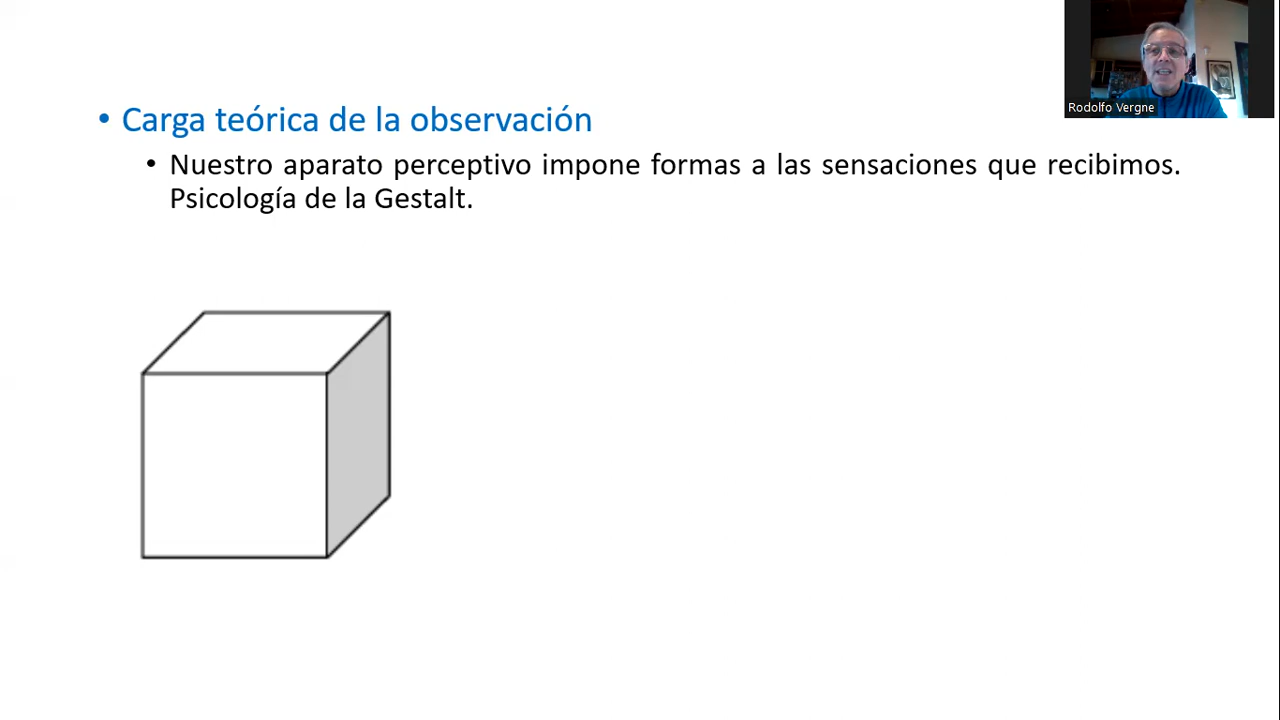 • Carga teórica de la observación
• Nuestro aparato perceptivo impone formas a las sensaciones que recibimos.
Psicología de la Gestalt.
Rodolfo Vergne